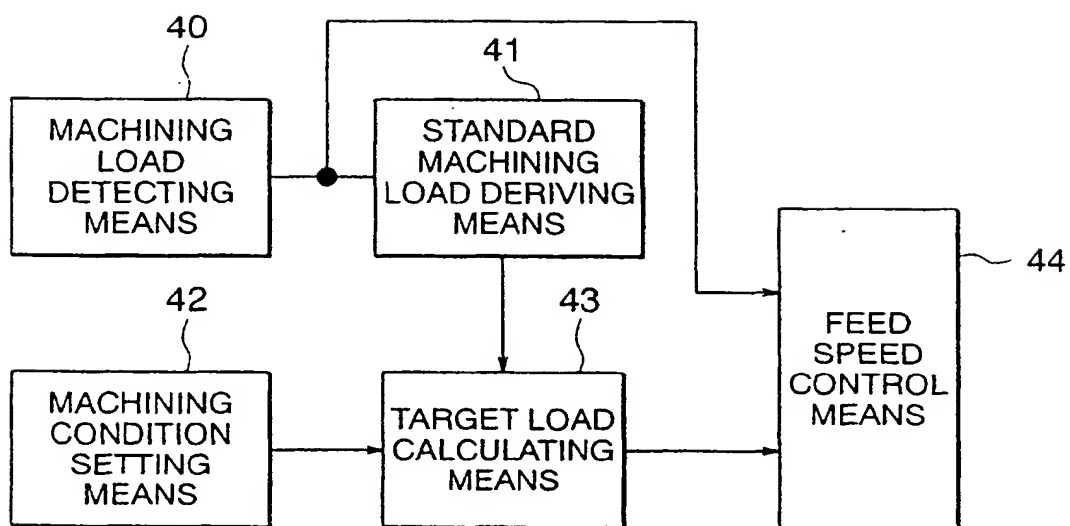 40
MACHINING
LOAD
DETECTING
MEANS
41
STANDARD
MACHINING
LOAD DERIVING
MEANS
42
MACHINING
CONDITION
SETTING
MEANS
43
TARGET LOAD
CALCULATING
MEANS
44
FEED
SPEED
CONTROL
MEANS